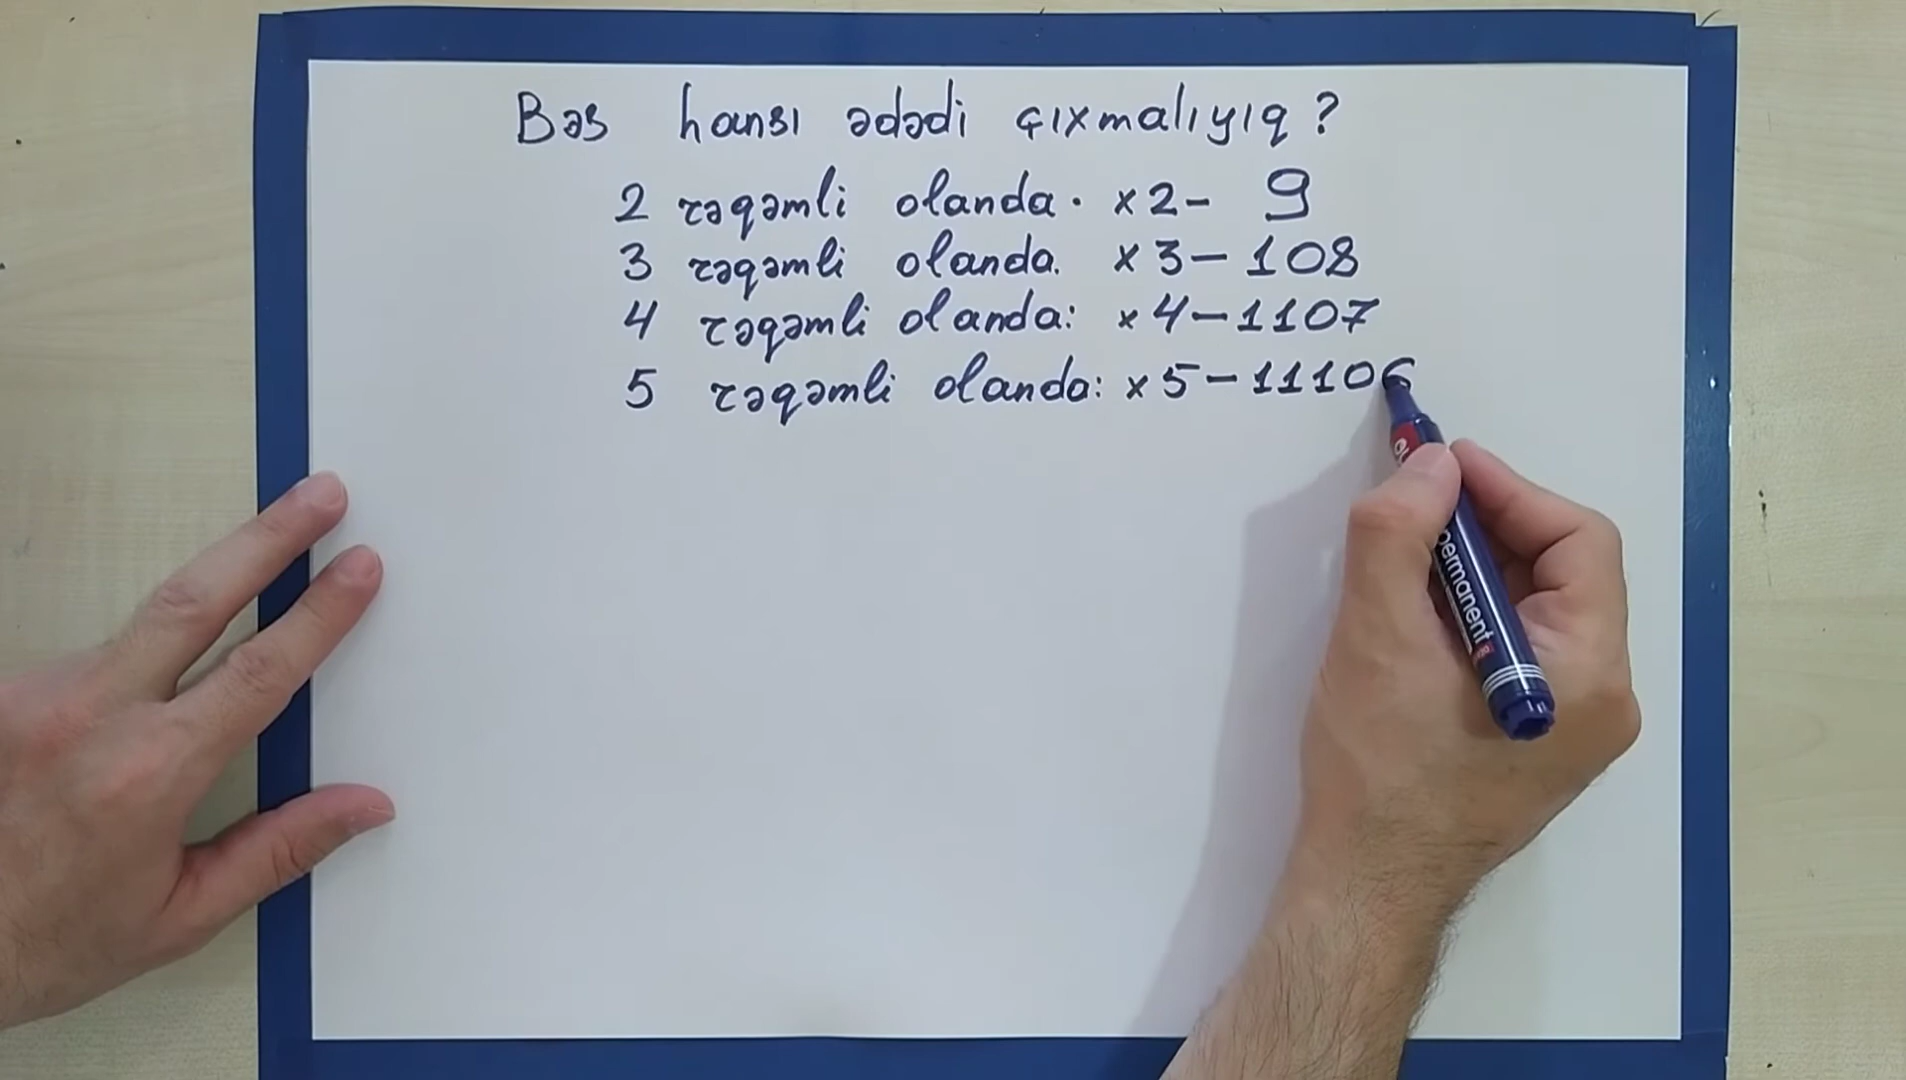 Bəs hansı ədədi çıxmalıyıq?
2 rəqəmli olanda. x2- 9
3 rəqəmli olanda. x3-108
4 rəqəmli olanda: x4-1107
5 rəqəmli olanda: x5-11106
permanent